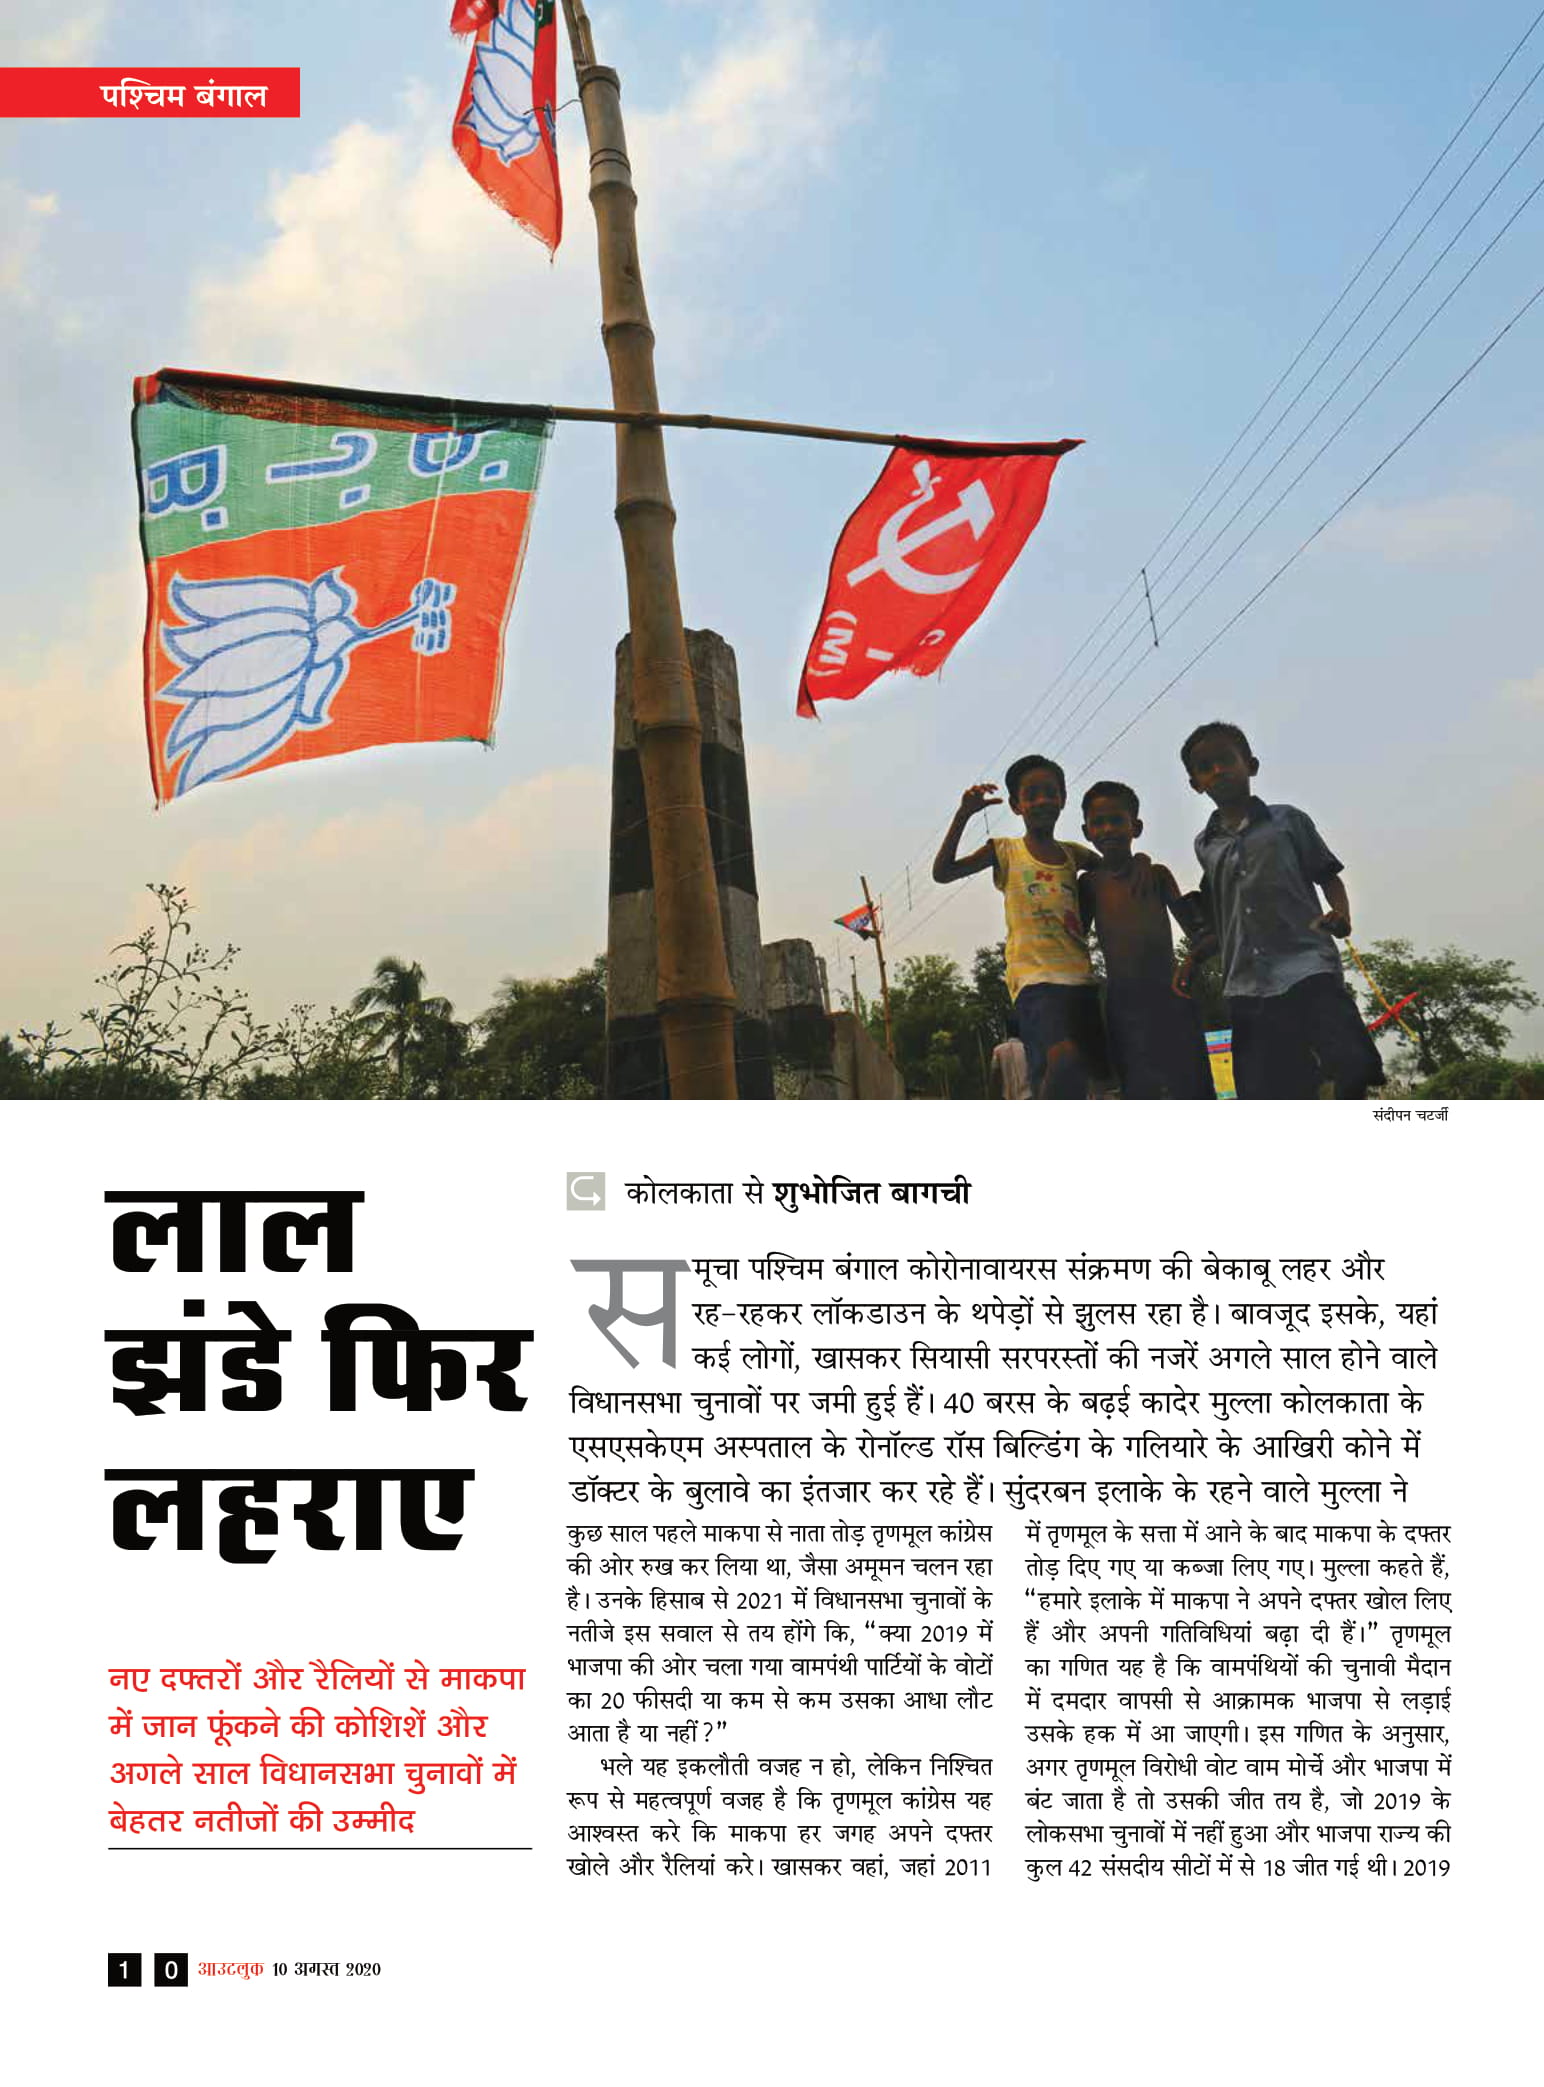 पश्चिम बंगाल
भ ज प
C
I
(M)
संदीपन चटर्जी
लाल
झंडे फिर
लहराए
नए दफ्तरों और रैलियों से माकपा
में जान फूंकने की कोशिशें और
अगले साल विधानसभा चुनावों में
बेहतर नतीजों की उम्मीद
कोलकाता से शुभोजित बागची
समूचा पश्चिम बंगाल कोरोनावायरस संक्रमण की बेकाबू लहर और
रह-रहकर लॉकडाउन के थपेड़ों से झुलस रहा है। बावजूद इसके, यहां
कई लोगों, खासकर सियासी सरपरस्तों की नजरें अगले साल होने वाले
विधानसभा चुनावों पर जमी हुई हैं। 40 बरस के बढ़ई कादेर मुल्ला कोलकाता के
एसएसकेएम अस्पताल के रोनॉल्ड रॉस बिल्डिंग के गलियारे के आखिरी कोने में
डॉक्टर के बुलावे का इंतजार कर रहे हैं। सुंदरबन इलाके के रहने वाले मुल्ला ने
कुछ साल पहले माकपा से नाता तोड़ तृणमूल कांग्रेस
की ओर रुख कर लिया था, जैसा अमूमन चलन रहा
है। उनके हिसाब से 2021 में विधानसभा चुनावों के
नतीजे इस सवाल से तय होंगे कि, “क्या 2019 में
भाजपा की ओर चला गया वामपंथी पार्टियों के वोटों
का 20 फीसदी या कम से कम उसका आधा लौट
आता है या नहीं?”
भले यह इकलौती वजह न हो, लेकिन निश्चित
रूप से महत्वपूर्ण वजह है कि तृणमूल कांग्रेस यह
आश्वस्त करे कि माकपा हर जगह अपने दफ्तर
खोले और रैलियां करे। खासकर वहां, जहां 2011
में तृणमूल के सत्ता में आने के बाद माकपा के दफ्तर
तोड़ दिए गए या कब्जा लिए गए। मुल्ला कहते हैं,
“हमारे इलाके में माकपा ने अपने दफ्तर खोल लिए
हैं और अपनी गतिविधियां बढ़ा दी हैं।” तृणमूल
का गणित यह है कि वामपंथियों की चुनावी मैदान
में दमदार वापसी से आक्रामक भाजपा से लड़ाई
उसके हक में आ जाएगी। इस गणित के अनुसार,
अगर तृणमूल विरोधी वोट वाम मोर्चे और भाजपा में
बंट जाता है तो उसकी जीत तय है, जो 2019 के
लोकसभा चुनावों में नहीं हुआ और भाजपा राज्य की
कुल 42 संसदीय सीटों में से 18 जीत गई थी। 2019
10 आउटलुक 10 अगस्त 2020